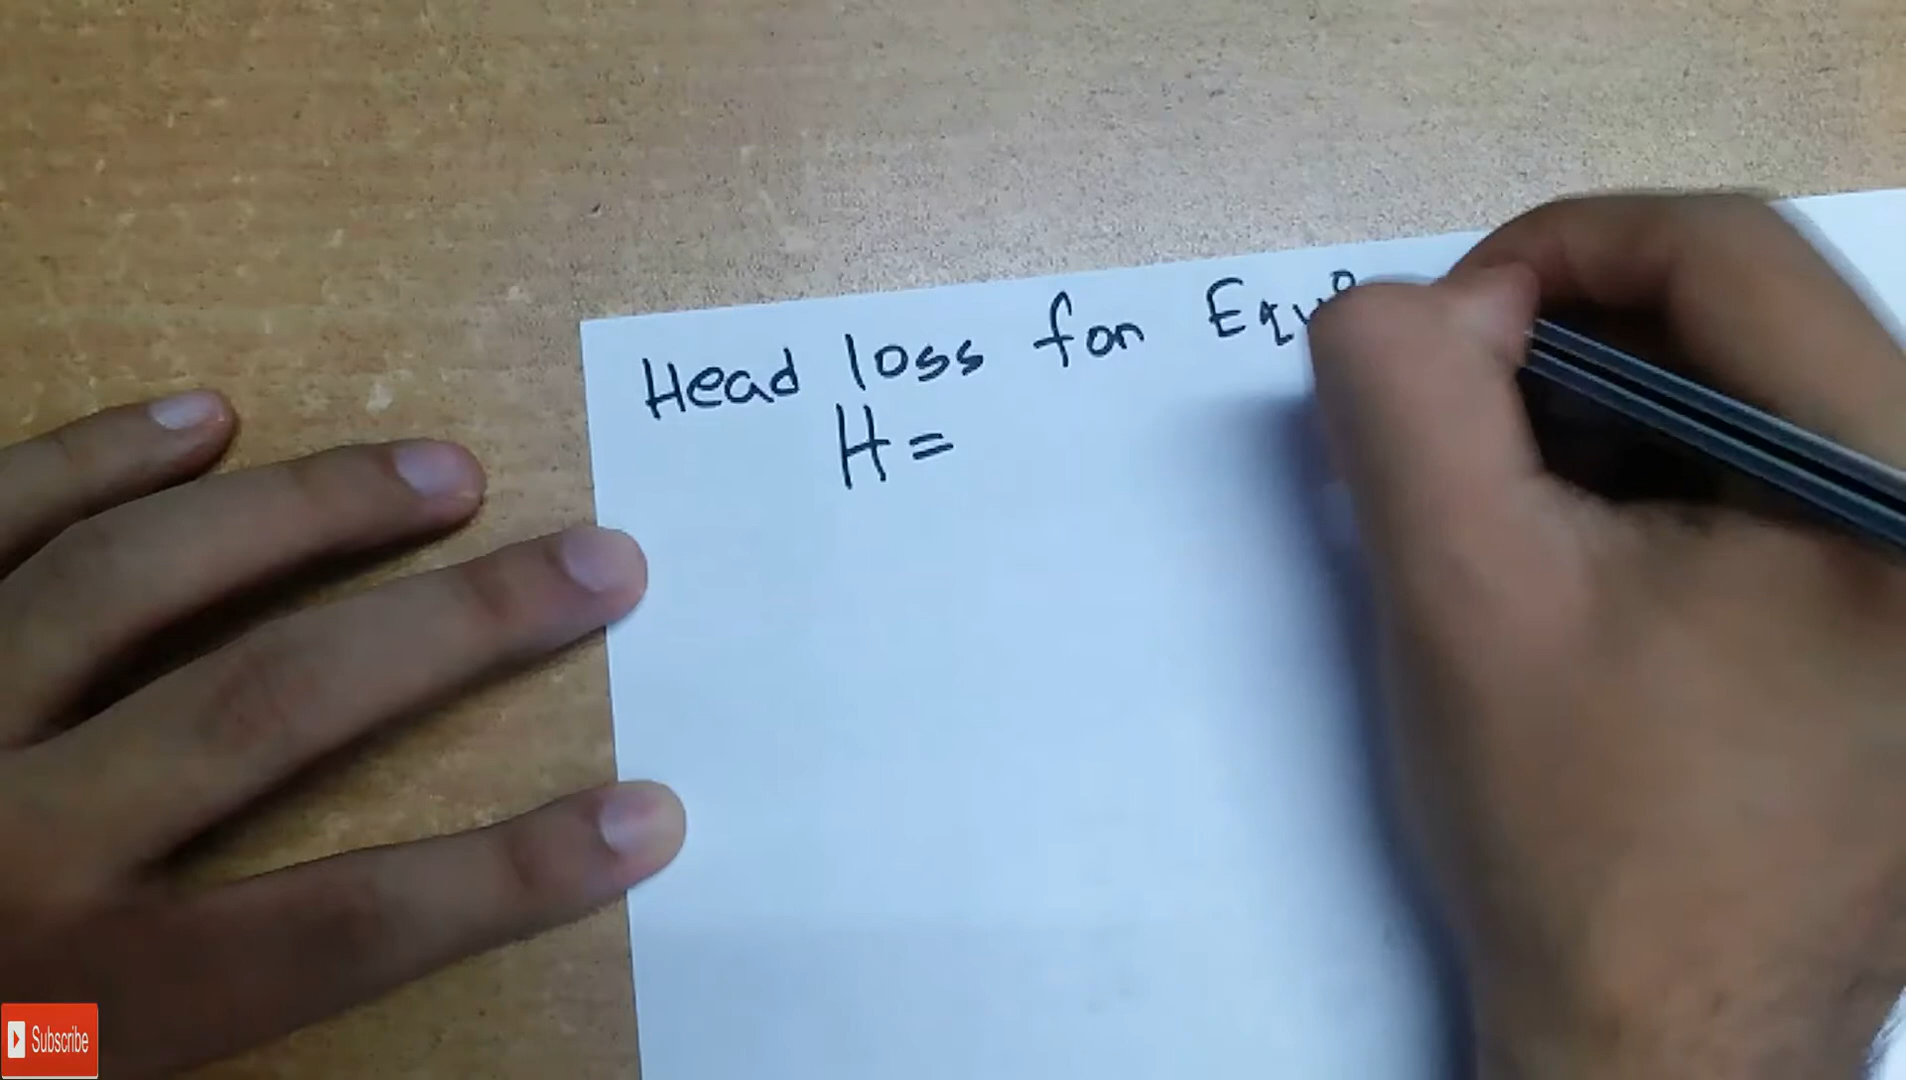 Head loss for
H =
Subscribe